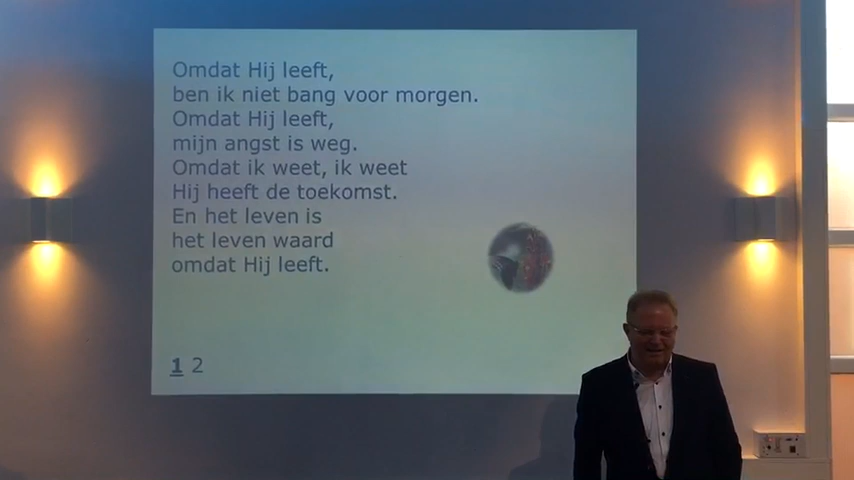 Omdat Hij leeft,
ben ik niet bang voor morgen.
Omdat Hij leeft,
mijn angst is weg.
Omdat ik weet, ik weet
Hij heeft de toekomst.
En het leven is
het leven waard
omdat Hij leeft.
1 2